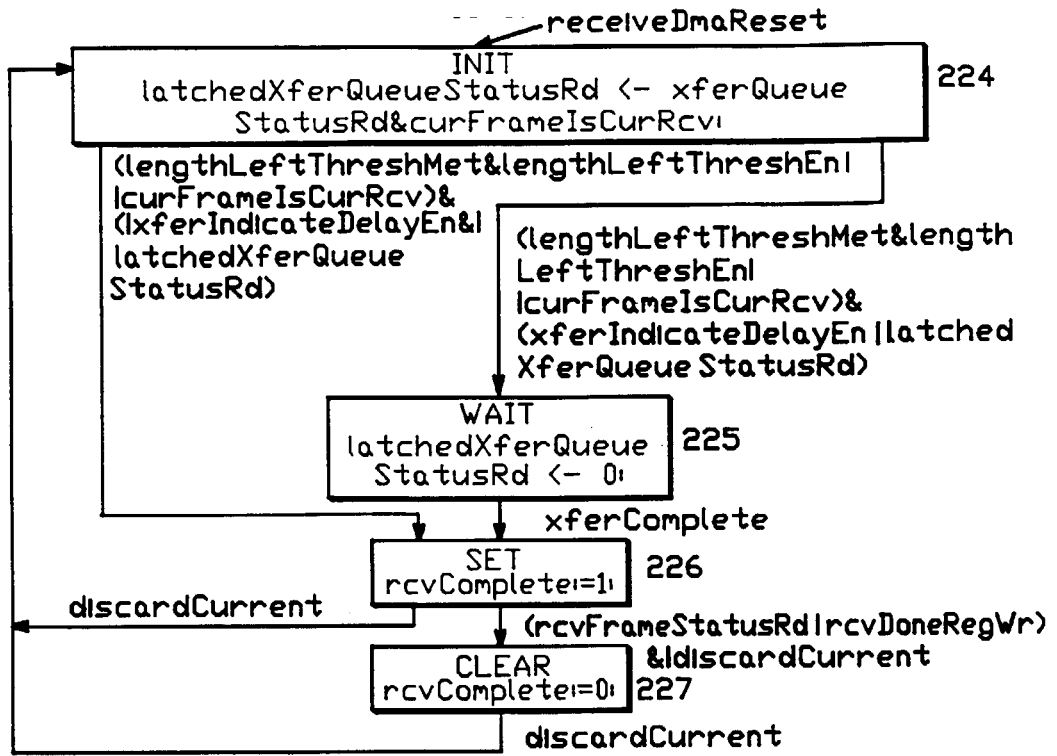 receiveDmaReset
INIT
latchedXferQueueStatusRd <- xferQueue
StatusRd&curFrameIsCurRcv;
224
(lengthLeftThreshMet&lengthLeftThreshEn|
!curFrameIsCurRcv)&
(!xferIndicateDelayEn&!
latchedXferQueue
StatusRd)
(lengthLeftThreshMet&length
LeftThreshEn|
!curFrameIsCurRcv)&
(xferIndicateDelayEn|latched
XferQueueStatusRd)
WAIT
latchedXferQueue
StatusRd <- 0;
225
xferComplete
SET
rcvComplete:=1;
226
discardCurrent
(rcvFrameStatusRd|rcvDoneRegWr)
&!discardCurrent
CLEAR
rcvComplete:=0;
227
discardCurrent